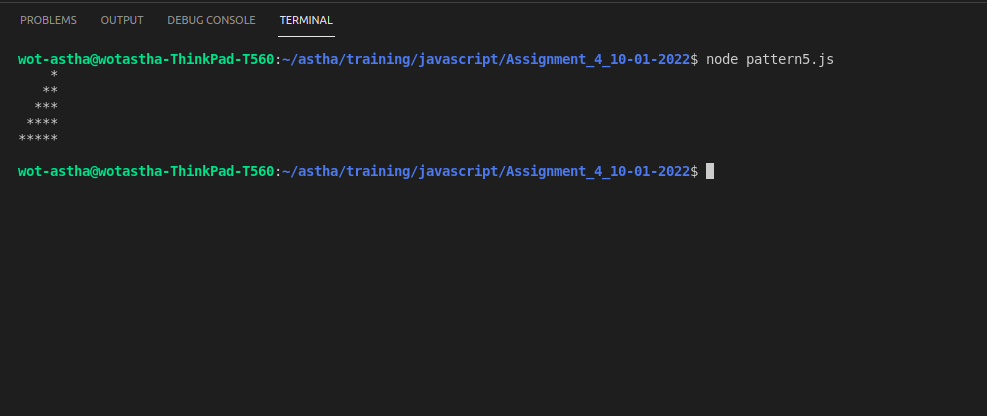 PROBLEMS OUTPUT DEBUG CONSOLE TERMINAL
wot-astha@wotastha-ThinkPad-T560:~/astha/training/javascript/Assignment_4_10-01-2022$ node pattern5.js
    *
   **
  ***
 ****
*****
wot-astha@wotastha-ThinkPad-T560:~/astha/training/javascript/Assignment_4_10-01-2022$